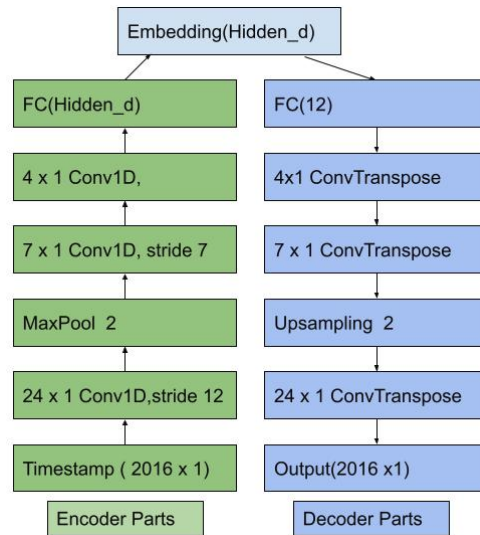 Embedding(Hidden_d)
FC(Hidden_d)
FC(12)
4 x 1 Conv1D,
4x1 ConvTranspose
7 x 1 Conv1D, stride 7
7 x 1 ConvTranspose
MaxPool 2
Upsampling 2
24 x 1 Conv1D,stride 12
24 x 1 ConvTranspose
Timestamp ( 2016 x 1)
Output(2016 x1)
Encoder Parts
Decoder Parts